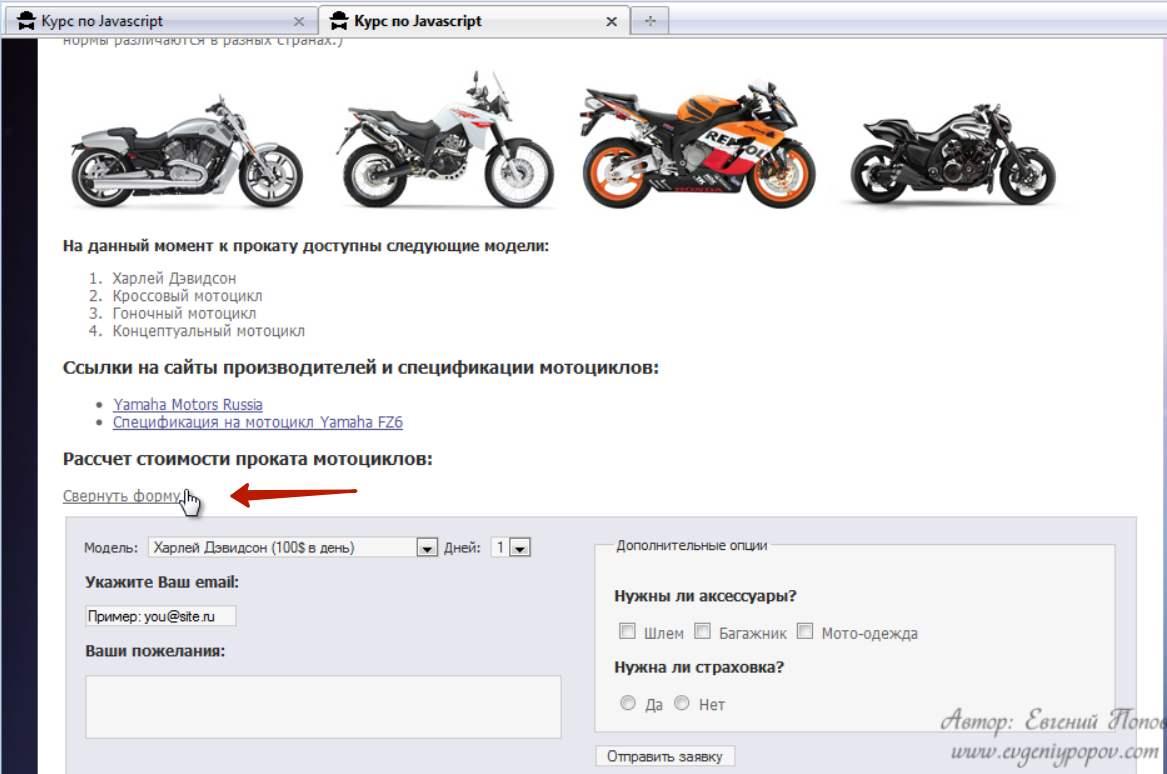 Курс по Javascript
Курс по Javascript
нормы различаются в разных странах.)
REPSOL
HONDA
На данный момент к прокату доступны следующие модели:
1. Харлей Дэвидсон
2. Кроссовый мотоцикл
3. Гоночный мотоцикл
4. Концептуальный мотоцикл
Ссылки на сайты производителей и спецификации мотоциклов:
• Yamaha Motors Russia
• Спецификация на мотоцикл Yamaha FZ6
Рассчет стоимости проката мотоциклов:
Свернуть форму
Модель: Харлей Дэвидсон (100$ в день) Дней: 1
Укажите Ваш email:
Пример: you@site.ru
Ваши пожелания:
Дополнительные опции
Нужны ли аксессуары?
Шлем Багажник Мото-одежда
Нужна ли страховка?
Да Нет
Отправить заявку
Автор: Евгений Попов
www.evgeniypopov.com